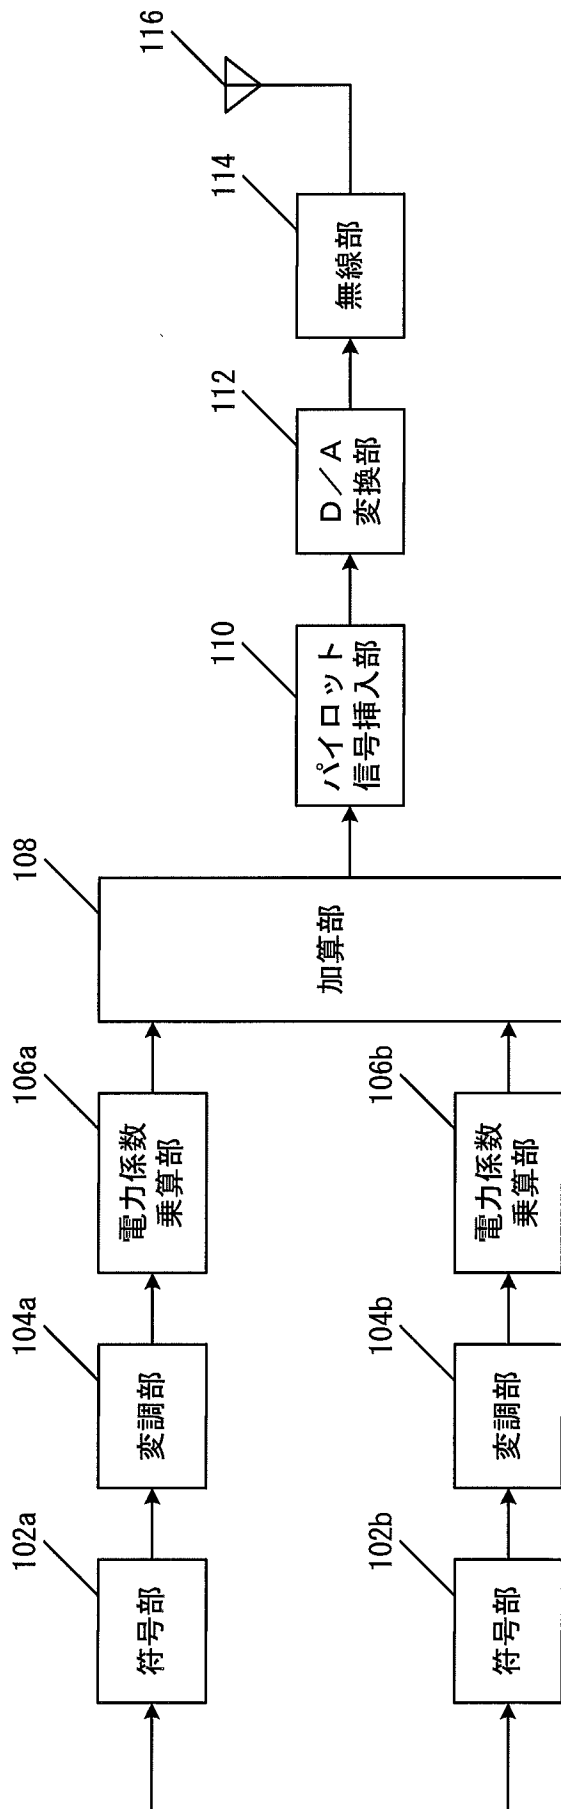 102a
符号部
104a
変調部
106a
電力係数
乗算部
102b
符号部
104b
変調部
106b
電力係数
乗算部
108
加算部
110
パイロット
信号挿入部
112
D/A
変換部
114
無線部
116